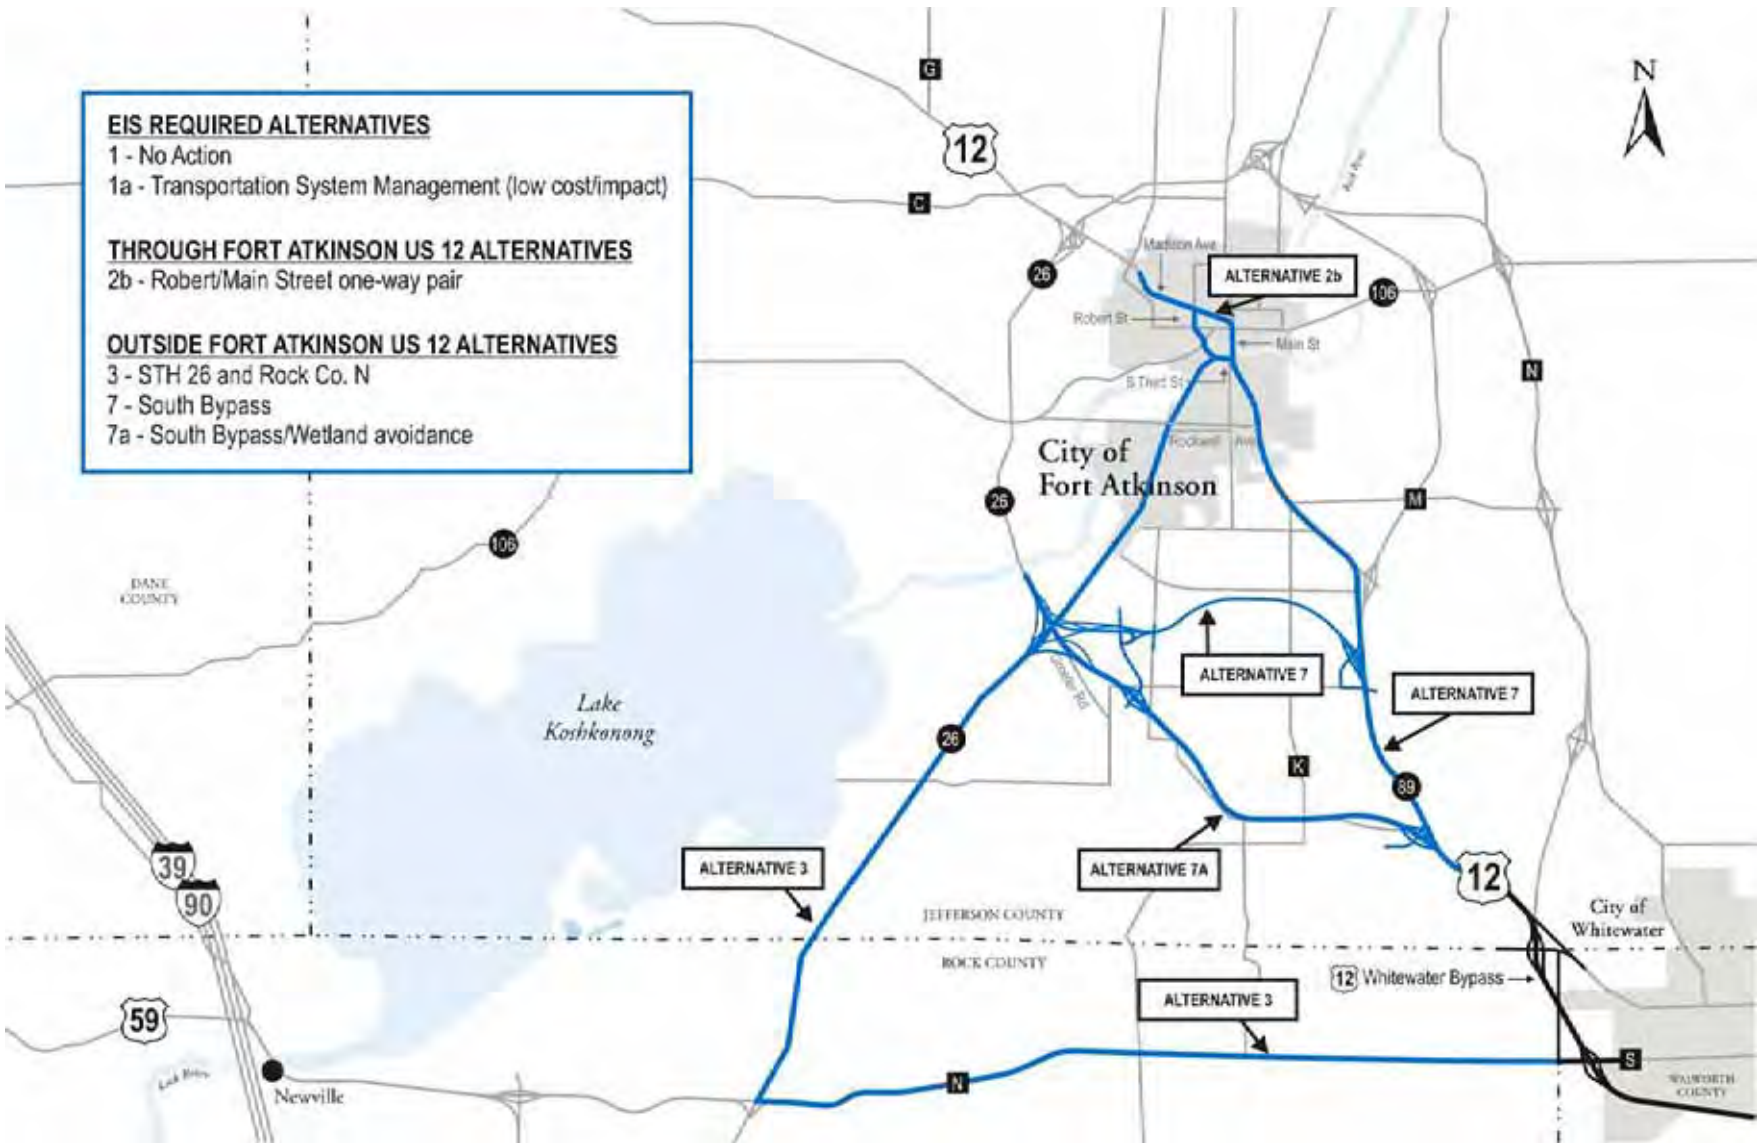 EIS REQUIRED ALTERNATIVES
1 - No Action
1a - Transportation System Management (low cost/impact)
THROUGH FORT ATKINSON US 12 ALTERNATIVES
2b - Robert/Main Street one-way pair
OUTSIDE FORT ATKINSON US 12 ALTERNATIVES
3 - STH 26 and Rock Co. N
7 - South Bypass
7a - South Bypass/Wetland avoidance
G
N
12
C
Madison Ave
26
ALTERNATIVE 2b
106
Robert St
Main St
N
S Third St
Rockwell Ave
City of
Fort Atkinson
26
M
106
DANE
COUNTY
ALTERNATIVE 7
ALTERNATIVE 7
Lake
Koshkonong
26
K
89
39
90
ALTERNATIVE 3
ALTERNATIVE 7A
12
City of
Whitewater
JEFFERSON COUNTY
ROCK COUNTY
12 Whitewater Bypass
ALTERNATIVE 3
59
S
Newville
N
WALWORTH
COUNTY